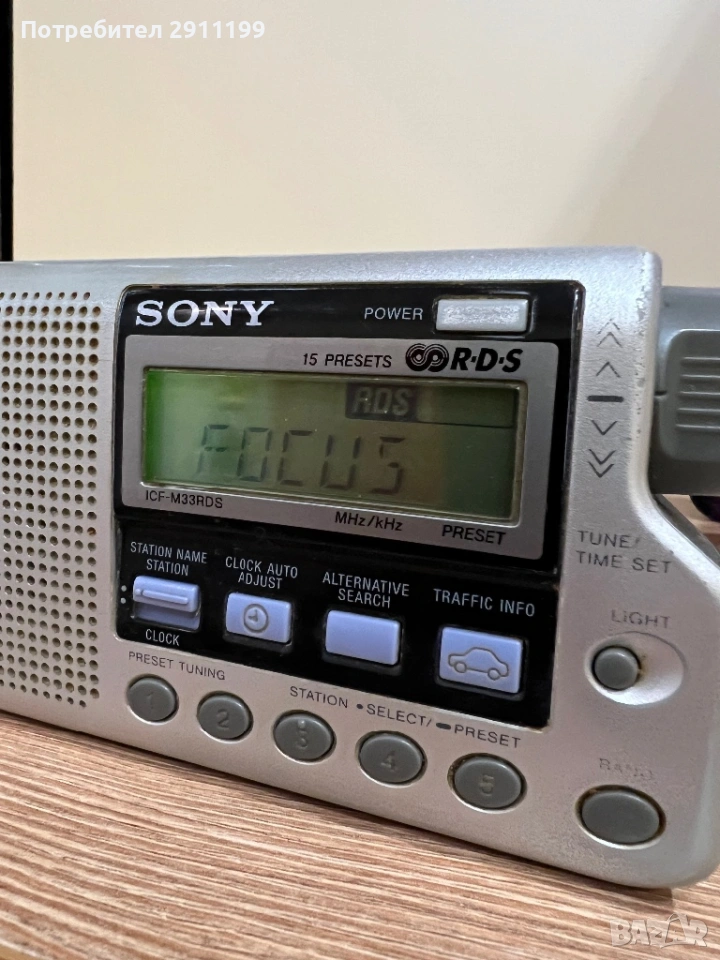 Потребител 2911199
SONY
POWER
15 PRESETS R·D·S
RDS
FOCUS
ICF-M33RDS
MHz/kHz
PRESET
STATION NAME
STATION
CLOCK AUTO
ADJUST
ALTERNATIVE
SEARCH
TRAFFIC INFO
CLOCK
TUNE/
TIME SET
LIGHT
PRESET TUNING
STATION •SELECT/ PRESET
1 2 3 4 5
BAND
BAZAR